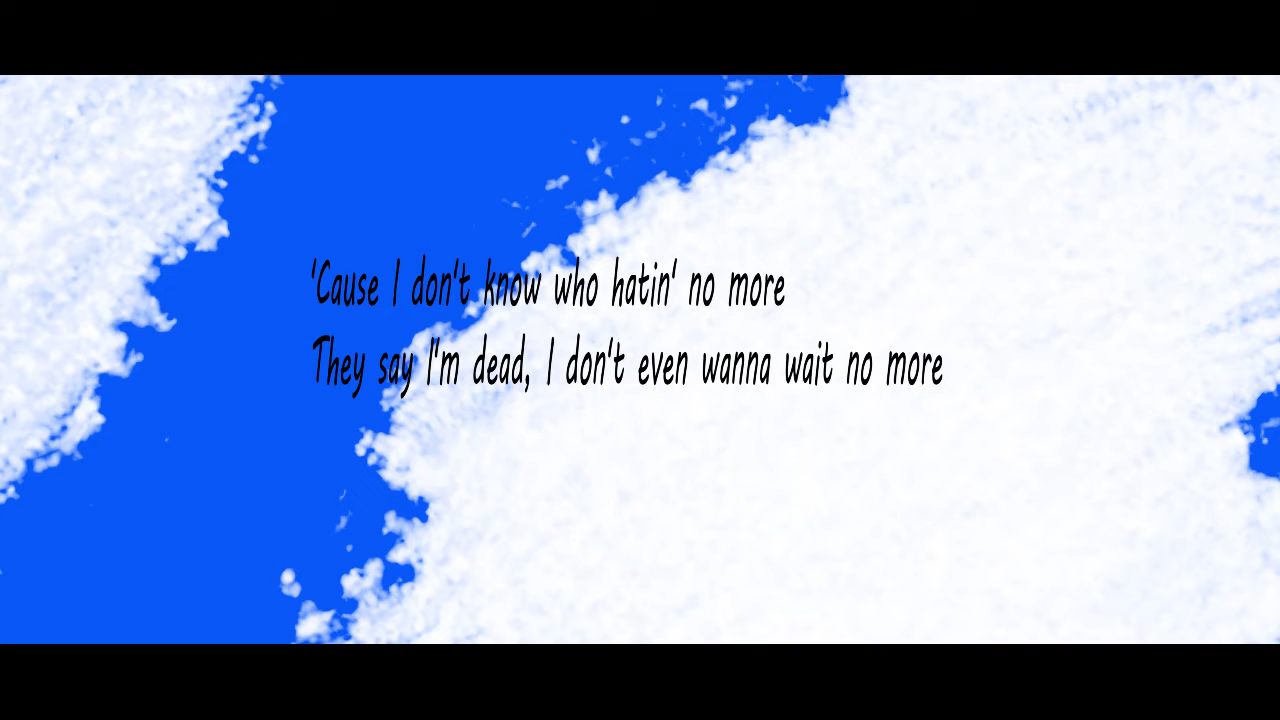 'Cause I don't know who hatin' no more
They say I'm dead, I don't even wanna wait no more